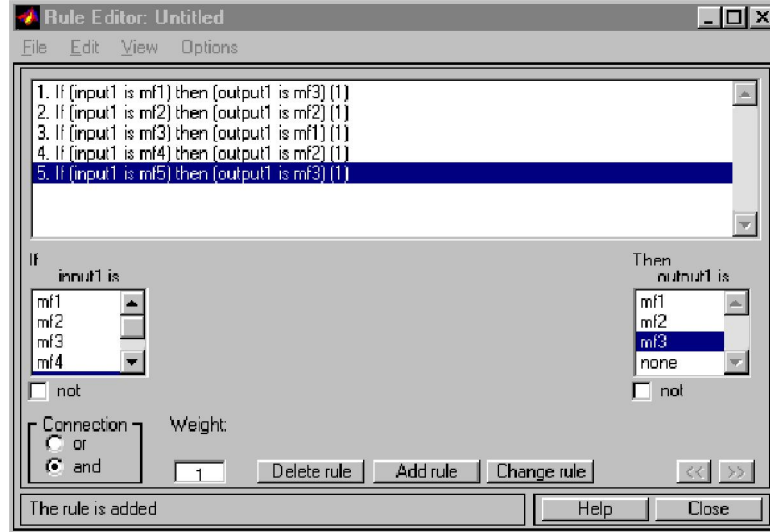 Rule Editor: Untitled
File Edit View Options
1. If (input1 is mf1) then (output1 is mf3) (1)
2. If (input1 is mf2) then (output1 is mf2) (1)
3. If (input1 is mf3) then (output1 is mf1) (1)
4. If (input1 is mf4) then (output1 is mf2) (1)
5. If (input1 is mf5) then (output1 is mf3) (1)
If
input1 is
mf1
mf2
mf3
mf4
not
Then
output1 is
mf1
mf2
mf3
none
not
Connection
or
and
Weight:
1
Delete rule
Add rule
Change rule
<<
>>
The rule is added
Help
Close